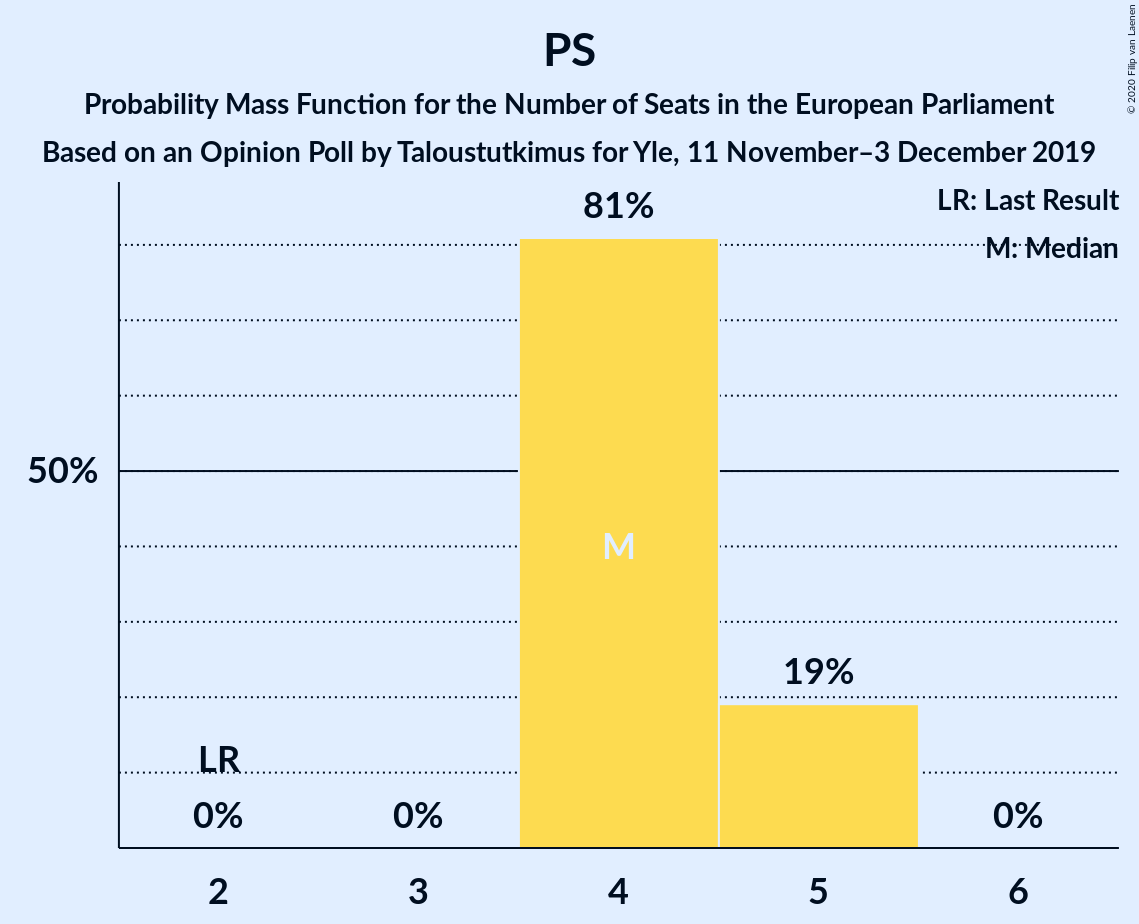 PS
Probability Mass Function for the Number of Seats in the European Parliament
Based on an Opinion Poll by Taloustutkimus for Yle, 11 November–3 December 2019
© 2020 Filip van Laenen
LR: Last Result
M: Median
81%
50%
M
19%
LR
0%
0%
0%
2
3
4
5
6